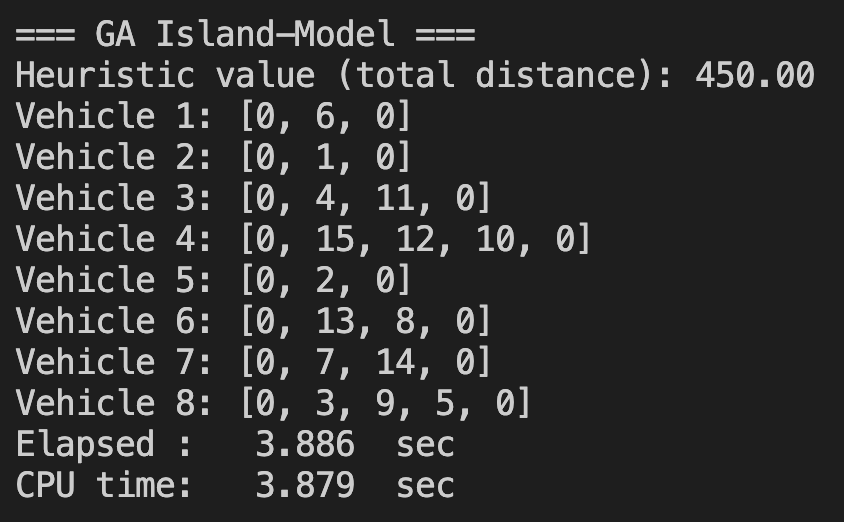 === GA Island–Model ===
Heuristic value (total distance): 450.00
Vehicle 1: [0, 6, 0]
Vehicle 2: [0, 1, 0]
Vehicle 3: [0, 4, 11, 0]
Vehicle 4: [0, 15, 12, 10, 0]
Vehicle 5: [0, 2, 0]
Vehicle 6: [0, 13, 8, 0]
Vehicle 7: [0, 7, 14, 0]
Vehicle 8: [0, 3, 9, 5, 0]
Elapsed :   3.886  sec
CPU time:   3.879  sec